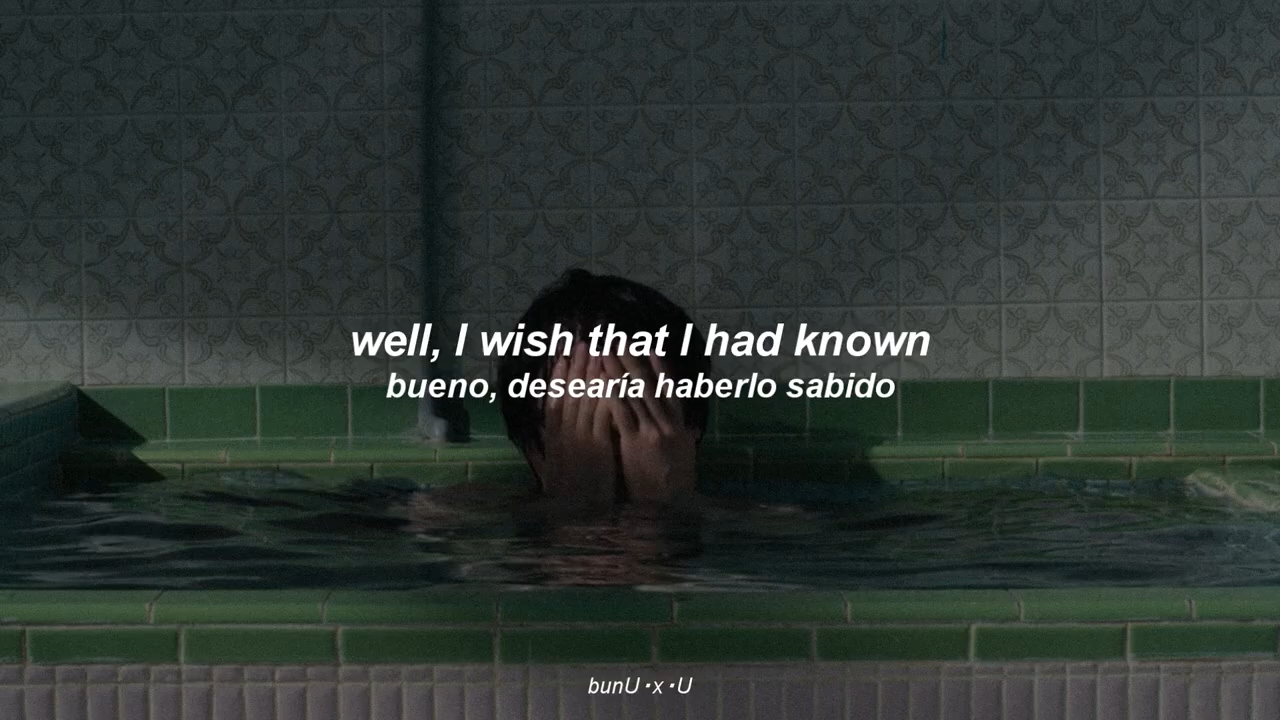 well, I wish that I had known
bueno, desearía haberlo sabido
bunU・x・U